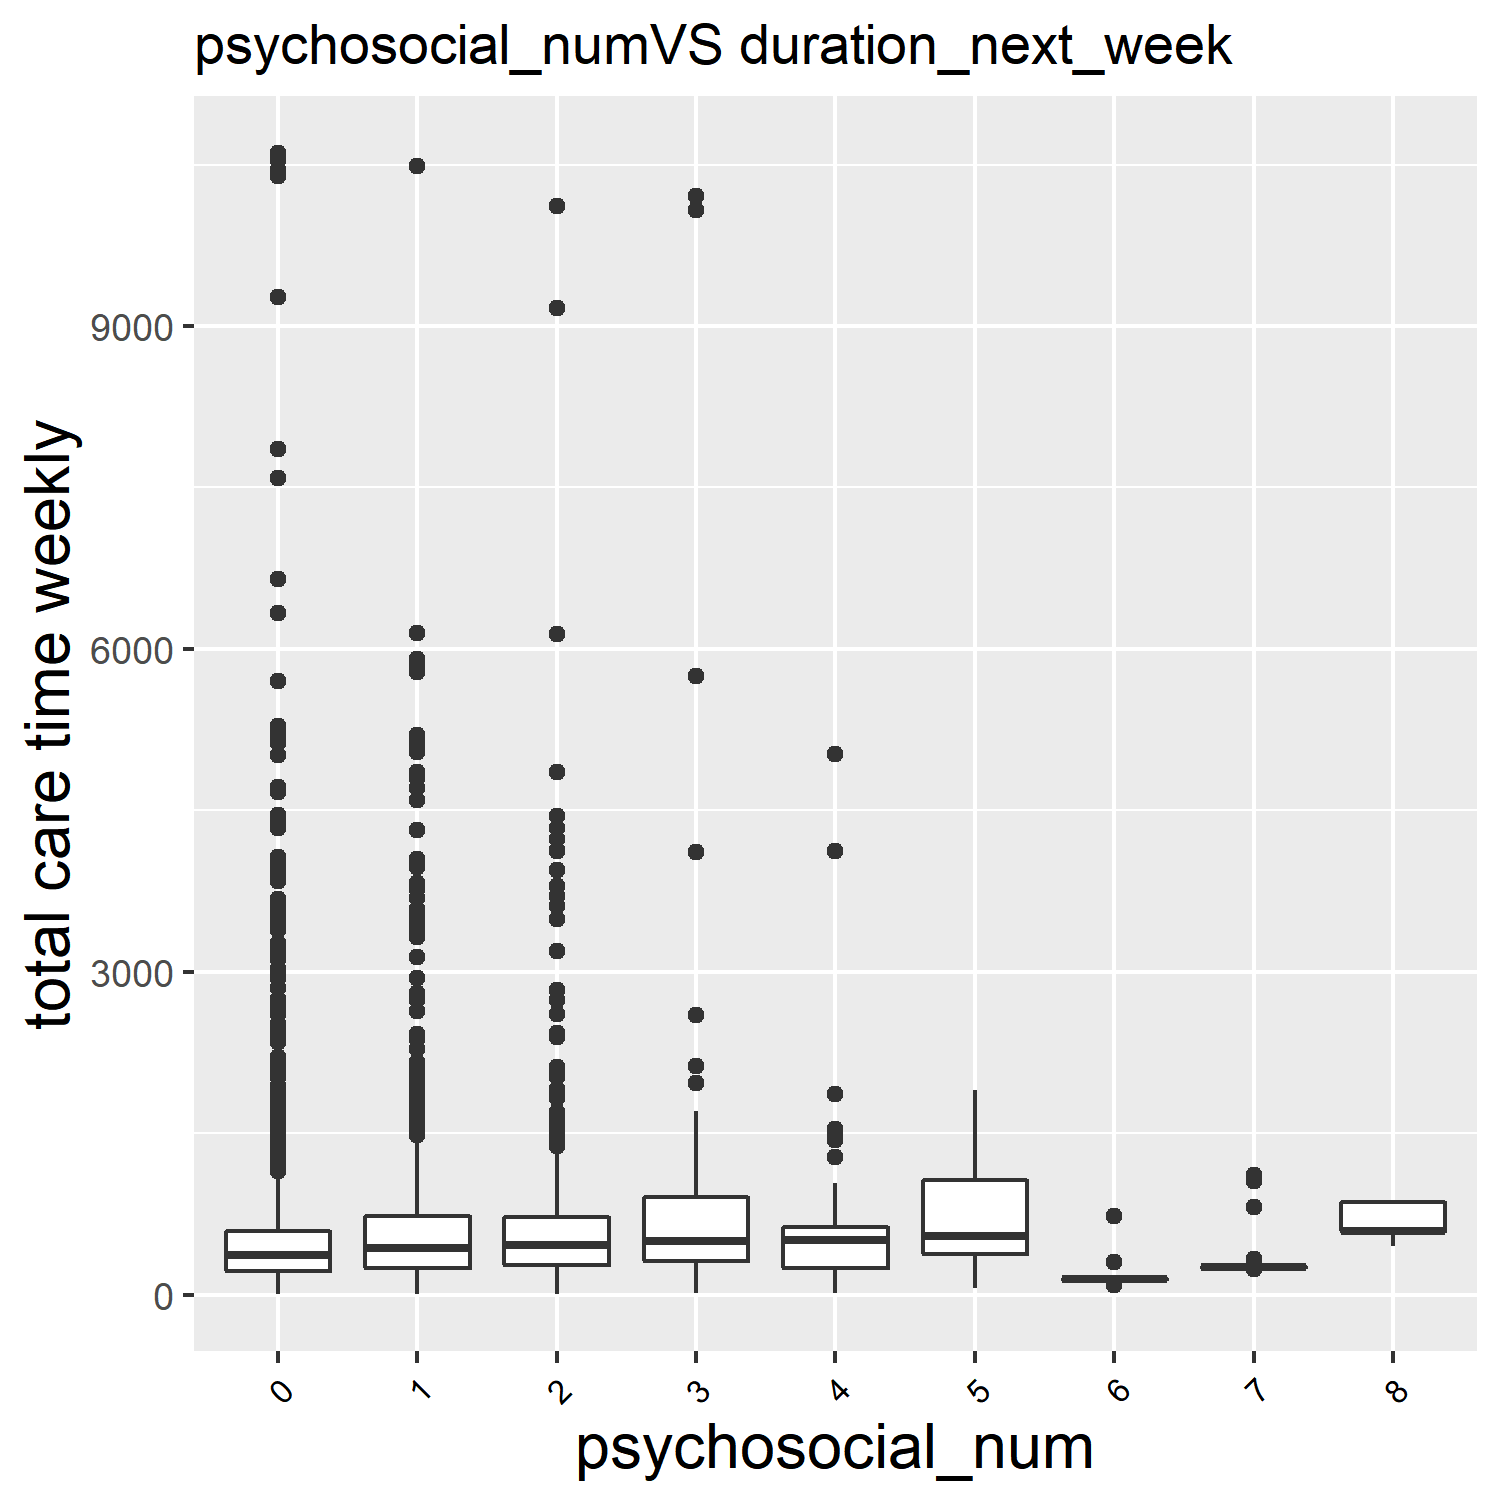 psychosocial_numVS duration_next_week
total care time weekly
9000
6000
3000
0
0 1 2 3 4 5 6 7 8
psychosocial_num